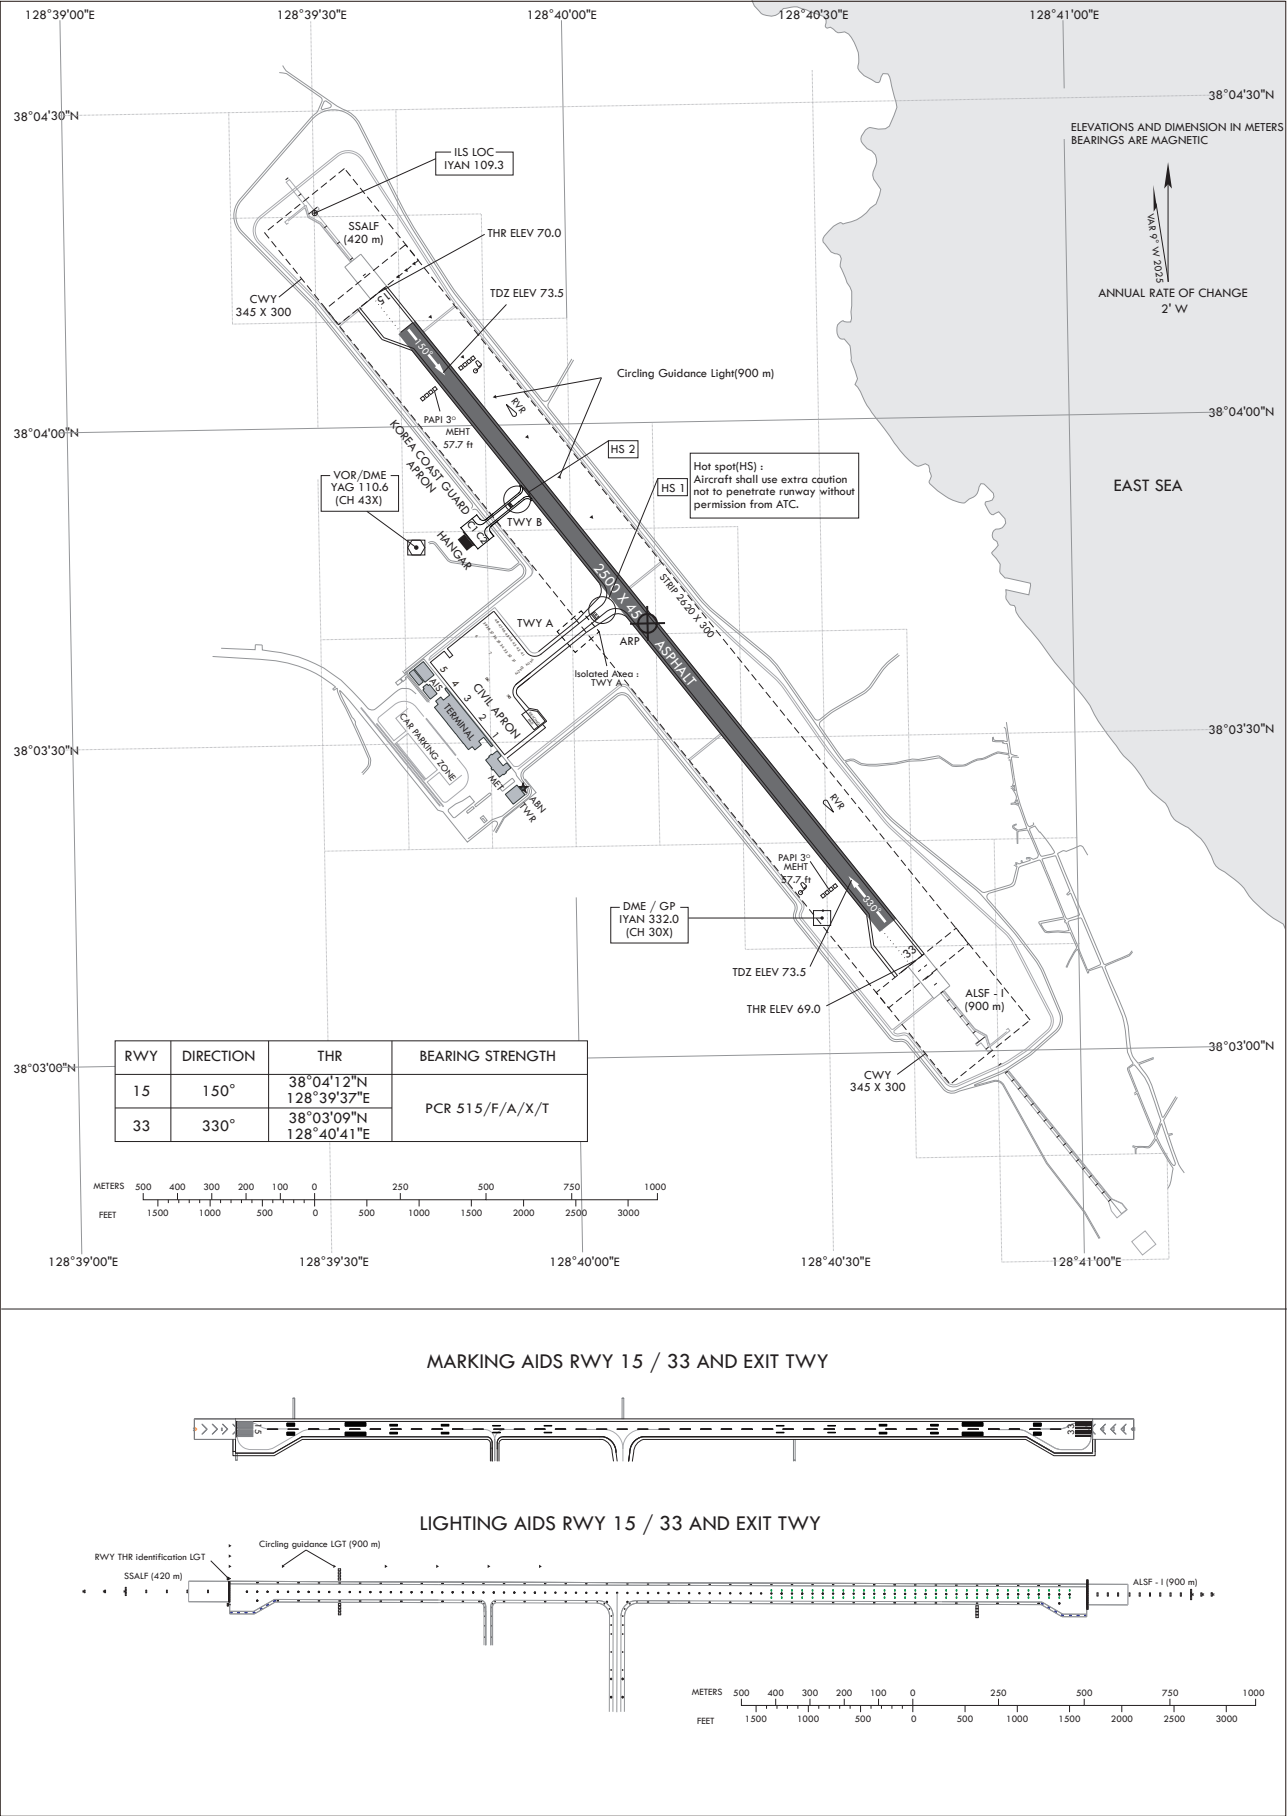 128°39'00"E
128°39'30"E
128°40'00"E
128°40'30"E
128°41'00"E
38°04'30"N
38°04'30"N
ELEVATIONS AND DIMENSION IN METERS
BEARINGS ARE MAGNETIC
VAR 9° W 2025
ANNUAL RATE OF CHANGE
2' W
ILS LOC
IYAN 109.3
SSALF
(420 m)
THR ELEV 70.0
TDZ ELEV 73.5
CWY
345 X 300
15
150°
Circling Guidance Light(900 m)
RVR
PAPI 3°
MEHT
57.7 ft
38°04'00"N
38°04'00"N
KOREA COAST GUARD
APRON
HS 2
HS 1
Hot spot(HS) :
Aircraft shall use extra caution
not to penetrate runway without
permission from ATC.
EAST SEA
VOR/DME
YAG 110.6
(CH 43X)
TWY B
C1
C2
HANGAR
2500 X 45
ASPHALT
STRIP 2620 X 300
TWY A
ARP
Isolated Area :
TWY A
5
4
3
2
1
CIVIL APRON
AIS
TERMINAL
CAR PARKING ZONE
MET
ABN
TWR
38°03'30"N
38°03'30"N
RVR
PAPI 3°
MEHT
57.7 ft
330°
33
DME / GP
IYAN 332.0
(CH 30X)
TDZ ELEV 73.5
THR ELEV 69.0
ALSF - I
(900 m)
CWY
345 X 300
38°03'00"N
38°03'00"N
RWY DIRECTION THR BEARING STRENGTH
15 150° 38°04'12"N
128°39'37"E
PCR 515/F/A/X/T
33 330° 38°03'09"N
128°40'41"E
METERS 500 400 300 200 100 0 250 500 750 1000
FEET 1500 1000 500 0 500 1000 1500 2000 2500 3000
128°39'00"E
128°39'30"E
128°40'00"E
128°40'30"E
128°41'00"E
MARKING AIDS RWY 15 / 33 AND EXIT TWY
15
33
LIGHTING AIDS RWY 15 / 33 AND EXIT TWY
Circling guidance LGT (900 m)
RWY THR identification LGT
SSALF (420 m)
ALSF - I (900 m)
METERS 500 400 300 200 100 0 250 500 750 1000
FEET 1500 1000 500 0 500 1000 1500 2000 2500 3000